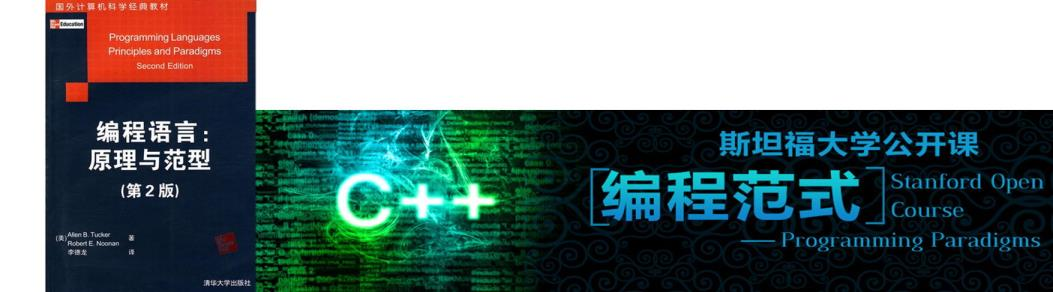 国外计算机科学经典教材
Education
Programming Languages
Principles and Paradigms
Second Edition
编程语言：
原理与范型
(第2版)
(美) Allen B. Tucker
Robert E. Noonan 著
李德龙 译
清华大学出版社
C++
斯坦福大学公开课
[编程范式]
Stanford Open
Course
—— Programming Paradigms